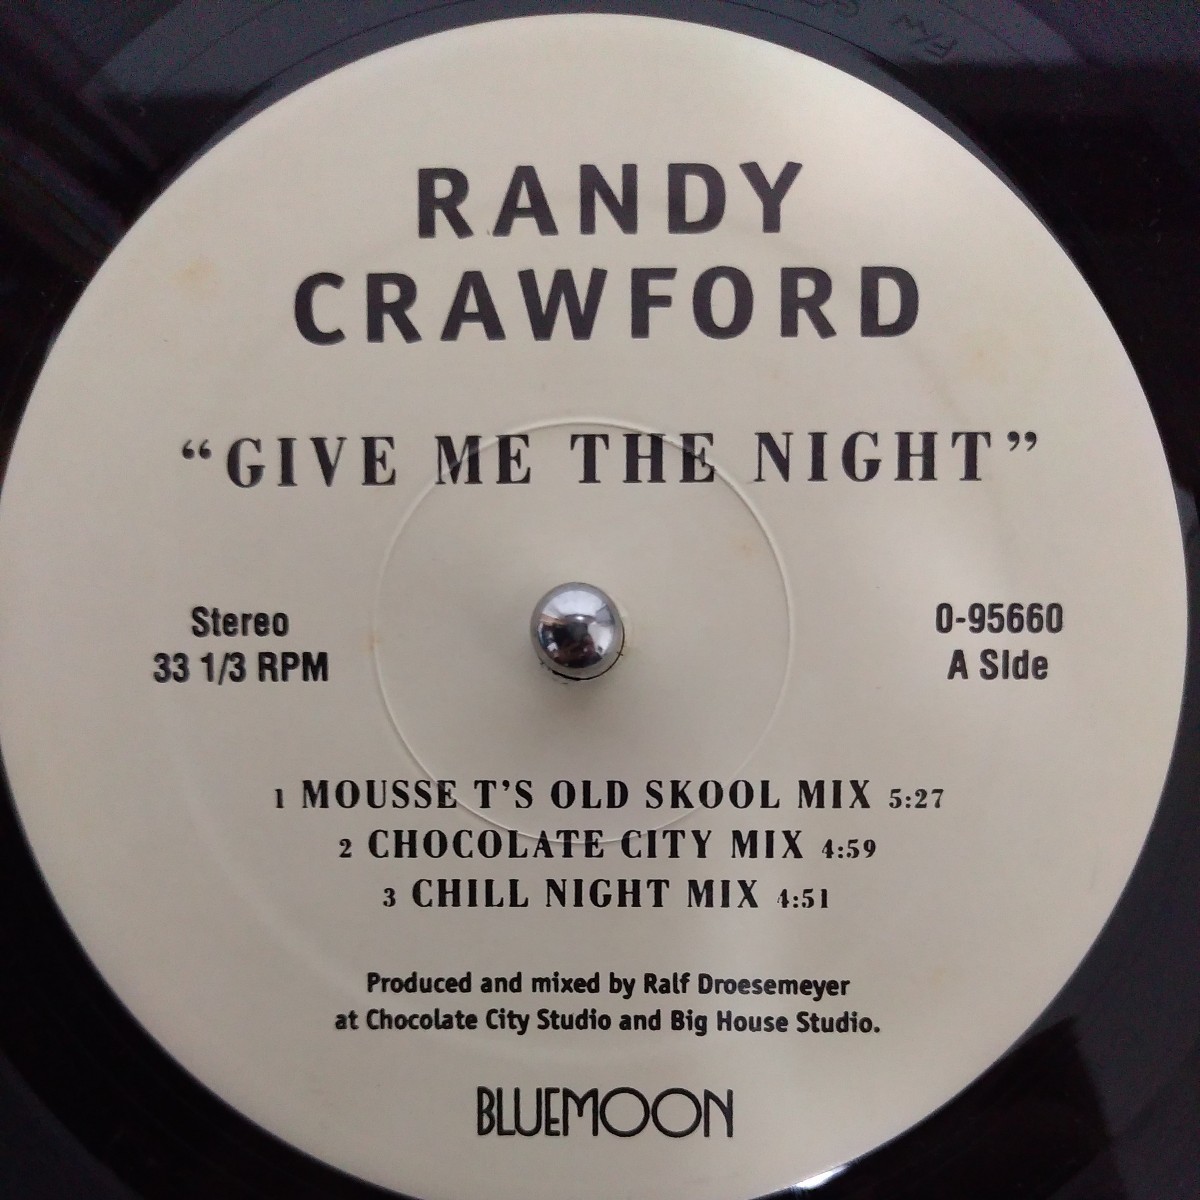 RANDY
CRAWFORD
“GIVE ME THE NIGHT”
Stereo
33 1/3 RPM
0-95660
A SIde
1 MOUSSE T'S OLD SKOOL MIX 5:27
2 CHOCOLATE CITY MIX 4:59
3 CHILL NIGHT MIX 4:51
Produced and mixed by Ralf Droesemeyer
at Chocolate City Studio and Big House Studio.
BLUEMOON